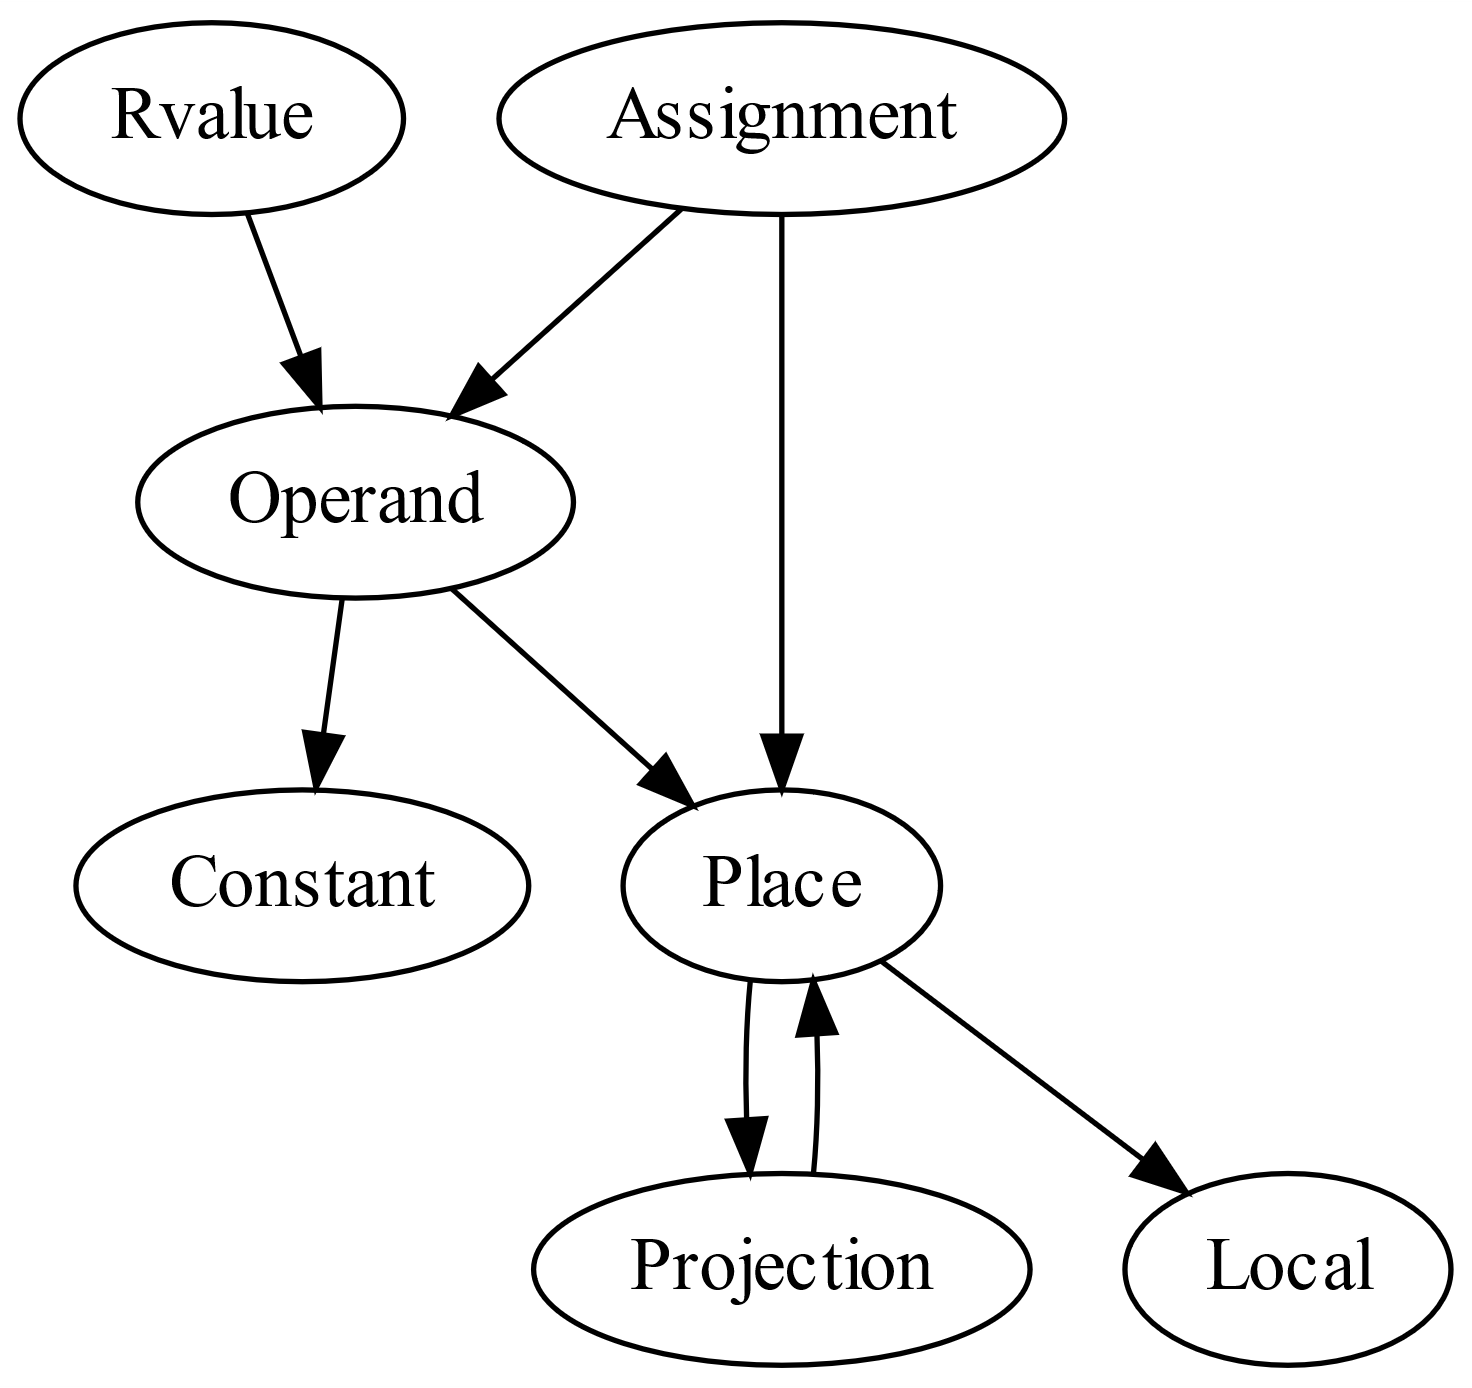 Rvalue
Assignment
Operand
Constant
Place
Projection
Local